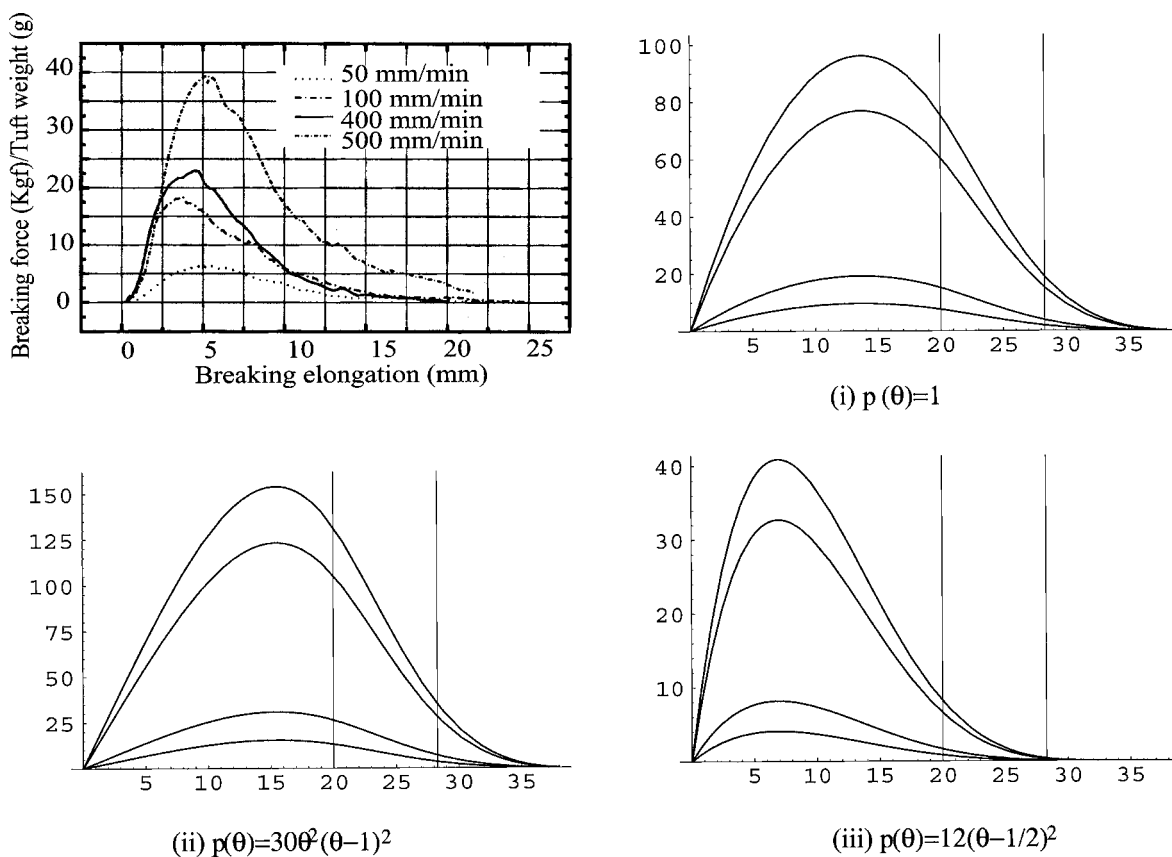 Breaking force (Kgf)/Tuft weight (g)
40
30
20
10
0
50 mm/min
100 mm/min
400 mm/min
500 mm/min
0 5 10 15 20 25
Breaking elongation (mm)
100
80
60
40
20
5 10 15 20 25 30 35
(i) p (θ)=1
150
125
100
75
50
25
5 10 15 20 25 30 35
(ii) p(θ)=30θ²(θ−1)²
40
30
20
10
5 10 15 20 25 30 35
(iii) p(θ)=12(θ−1/2)²